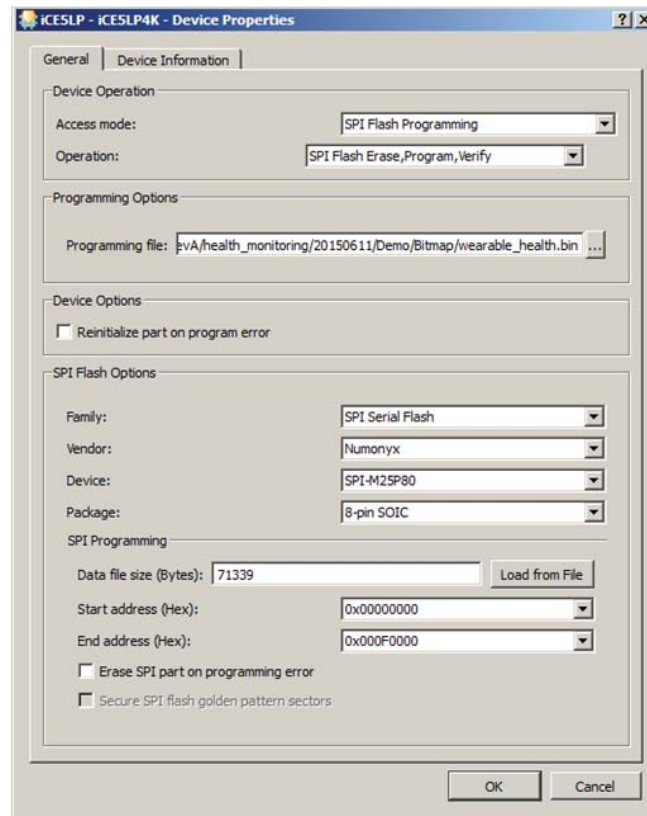 iCE5LP - iCE5LP4K - Device Properties
General
Device Information
Device Operation
Access mode: SPI Flash Programming
Operation: SPI Flash Erase,Program,Verify
Programming Options
Programming file: evA/health_monitoring/20150611/Demo/Bitmap/wearable_health.bin ...
Device Options
Reinitialize part on program error
SPI Flash Options
Family: SPI Serial Flash
Vendor: Numonyx
Device: SPI-M25P80
Package: 8-pin SOIC
SPI Programming
Data file size (Bytes): 71339 Load from File
Start address (Hex): 0x00000000
End address (Hex): 0x000F0000
Erase SPI part on programming error
Secure SPI flash golden pattern sectors
OK Cancel